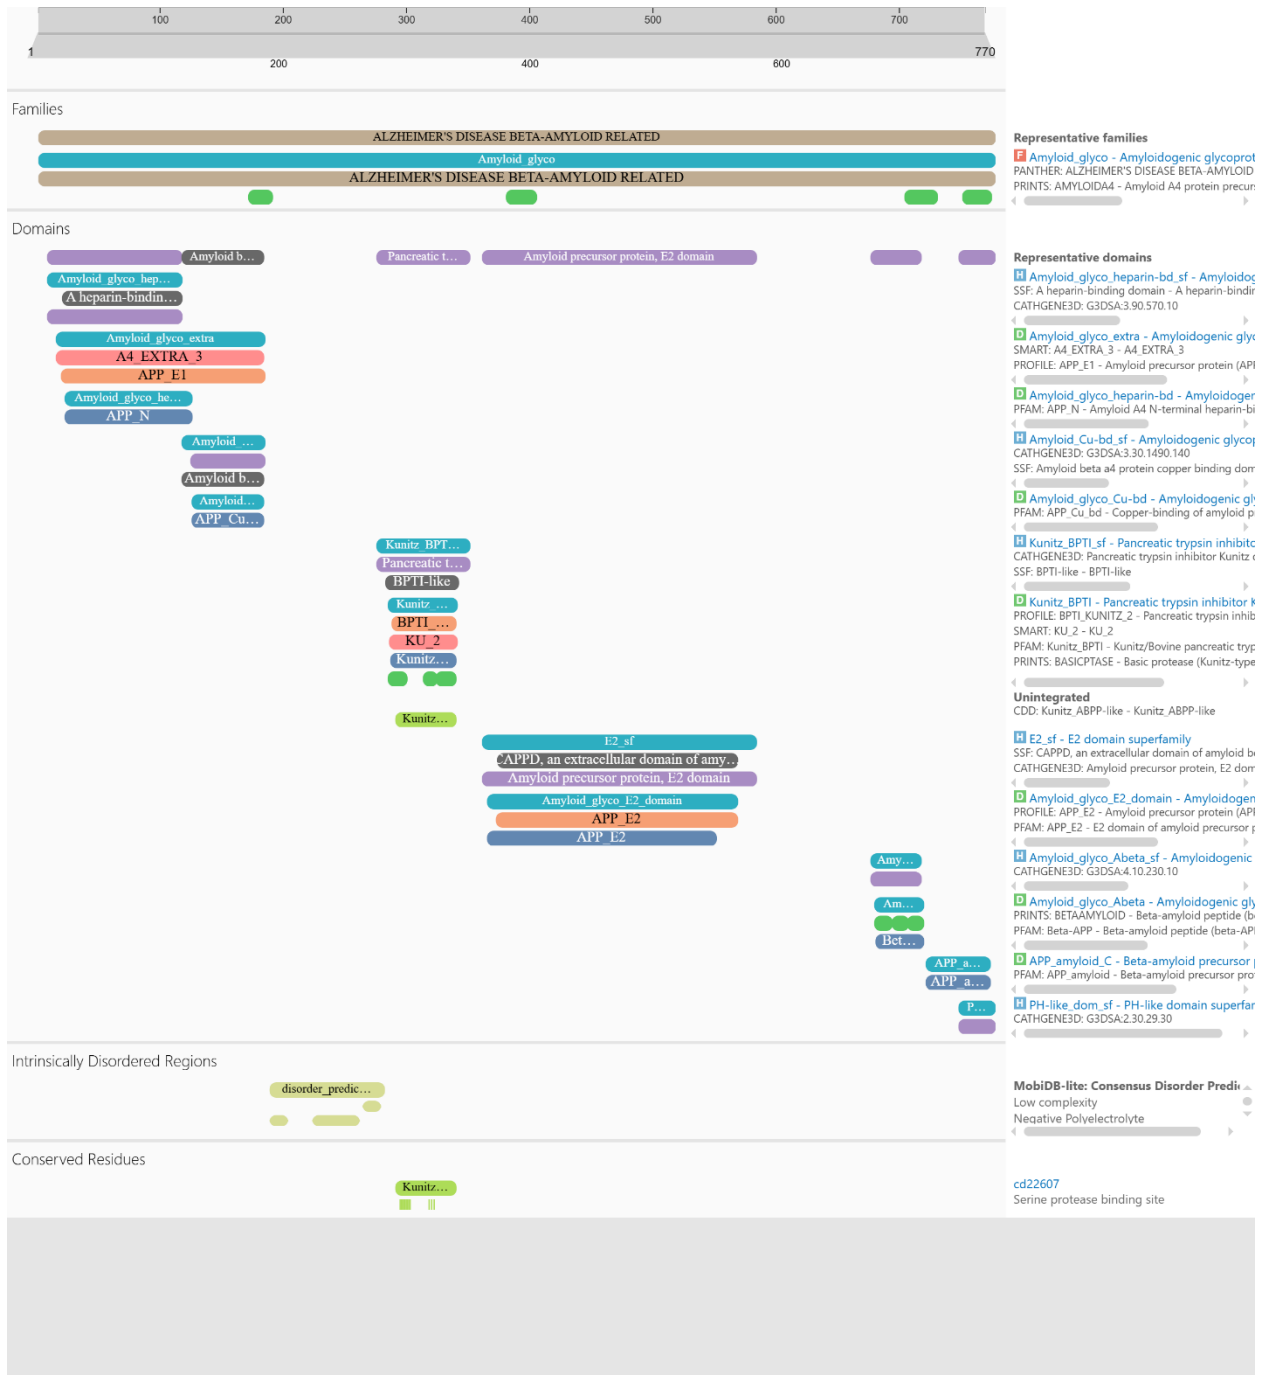 100 200 300 400 500 600 700
1 770
200 400 600
Families
ALZHEIMER'S DISEASE BETA-AMYLOID RELATED
Representative families
Amyloid_glyco
F Amyloid_glyco - Amyloidogenic glycoprot
ALZHEIMER'S DISEASE BETA-AMYLOID RELATED
PANTHER: ALZHEIMER'S DISEASE BETA-AMYLOID
PRINTS: AMYLOIDA4 - Amyloid A4 protein precurs
Domains
Amyloid b... Pancreatic t... Amyloid precursor protein, E2 domain
Representative domains
Amyloid_glyco_hep...
H Amyloid_glyco_heparin-bd_sf - Amyloidog
A heparin-bindin...
SSF: A heparin-binding domain - A heparin-bindin
CATHGENE3D: G3DSA:3.90.570.10
Amyloid_glyco_extra
D Amyloid_glyco_extra - Amyloidogenic glyc
A4_EXTRA_3
SMART: A4_EXTRA_3 - A4_EXTRA_3
APP_E1
PROFILE: APP_E1 - Amyloid precursor protein (APP
Amyloid_glyco_he...
D Amyloid_glyco_heparin-bd - Amyloidogen
APP_N
PFAM: APP_N - Amyloid A4 N-terminal heparin-bi
Amyloid_...
H Amyloid_Cu-bd_sf - Amyloidogenic glycop
CATHGENE3D: G3DSA:3.30.1490.140
Amyloid b...
SSF: Amyloid beta a4 protein copper binding dom
Amyloid...
D Amyloid_glyco_Cu-bd - Amyloidogenic gly
APP_Cu...
PFAM: APP_Cu_bd - Copper-binding of amyloid p
Kunitz_BPT...
H Kunitz_BPTI_sf - Pancreatic trypsin inhibito
Pancreatic t...
CATHGENE3D: Pancreatic trypsin inhibitor Kunitz d
BPTI-like
SSF: BPTI-like - BPTI-like
Kunitz_...
D Kunitz_BPTI - Pancreatic trypsin inhibitor K
BPTI_...
PROFILE: BPTI_KUNITZ_2 - Pancreatic trypsin inhib
KU_2
SMART: KU_2 - KU_2
Kunitz...
PFAM: Kunitz_BPTI - Kunitz/Bovine pancreatic tryp
PRINTS: BASICPTASE - Basic protease (Kunitz-type
Unintegrated
Kunitz...
CDD: Kunitz_ABPP-like - Kunitz_ABPP-like
E2_sf
H E2_sf - E2 domain superfamily
CAPPD, an extracellular domain of amy...
SSF: CAPPD, an extracellular domain of amyloid be
Amyloid precursor protein, E2 domain
CATHGENE3D: Amyloid precursor protein, E2 dom
Amyloid_glyco_E2_domain
D Amyloid_glyco_E2_domain - Amyloidogen
APP_E2
PROFILE: APP_E2 - Amyloid precursor protein (APP
APP_E2
PFAM: APP_E2 - E2 domain of amyloid precursor p
Amy...
H Amyloid_glyco_Abeta_sf - Amyloidogenic
CATHGENE3D: G3DSA:4.10.230.10
Am...
D Amyloid_glyco_Abeta - Amyloidogenic gly
PRINTS: BETAAMYLOID - Beta-amyloid peptide (be
Bet...
PFAM: Beta-APP - Beta-amyloid peptide (beta-AP
APP_a...
D APP_amyloid_C - Beta-amyloid precursor p
APP_a...
PFAM: APP_amyloid - Beta-amyloid precursor pro
P...
H PH-like_dom_sf - PH-like domain superfar
CATHGENE3D: G3DSA:2.30.29.30
Intrinsically Disordered Regions
disorder_predic...
MobiDB-lite: Consensus Disorder Predic
Low complexity
Negative Polyelectrolyte
Conserved Residues
Kunitz...
cd22607
Serine protease binding site